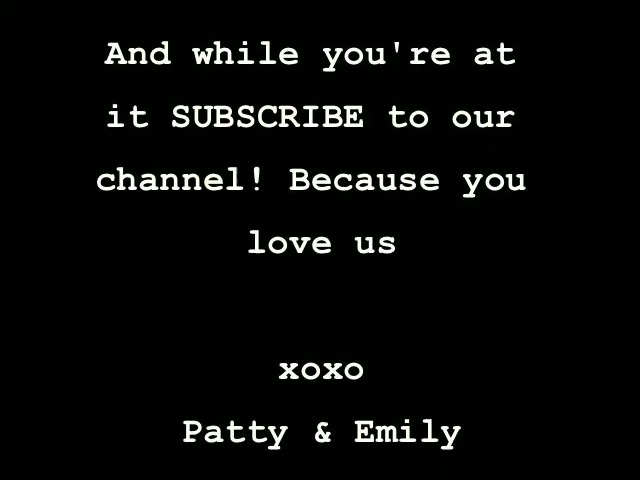 And while you're at
it SUBSCRIBE to our
channel! Because you
love us
xoxo
Patty & Emily